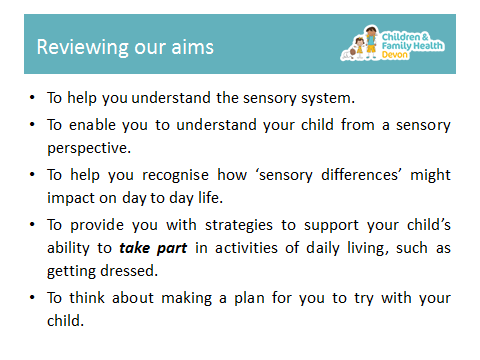 Reviewing our aims
Children &
Family Health
Devon
• To help you understand the sensory system.
• To enable you to understand your child from a sensory
perspective.
• To help you recognise how ‘sensory differences’ might
impact on day to day life.
• To provide you with strategies to support your child’s
ability to take part in activities of daily living, such as
getting dressed.
• To think about making a plan for you to try with your
child.